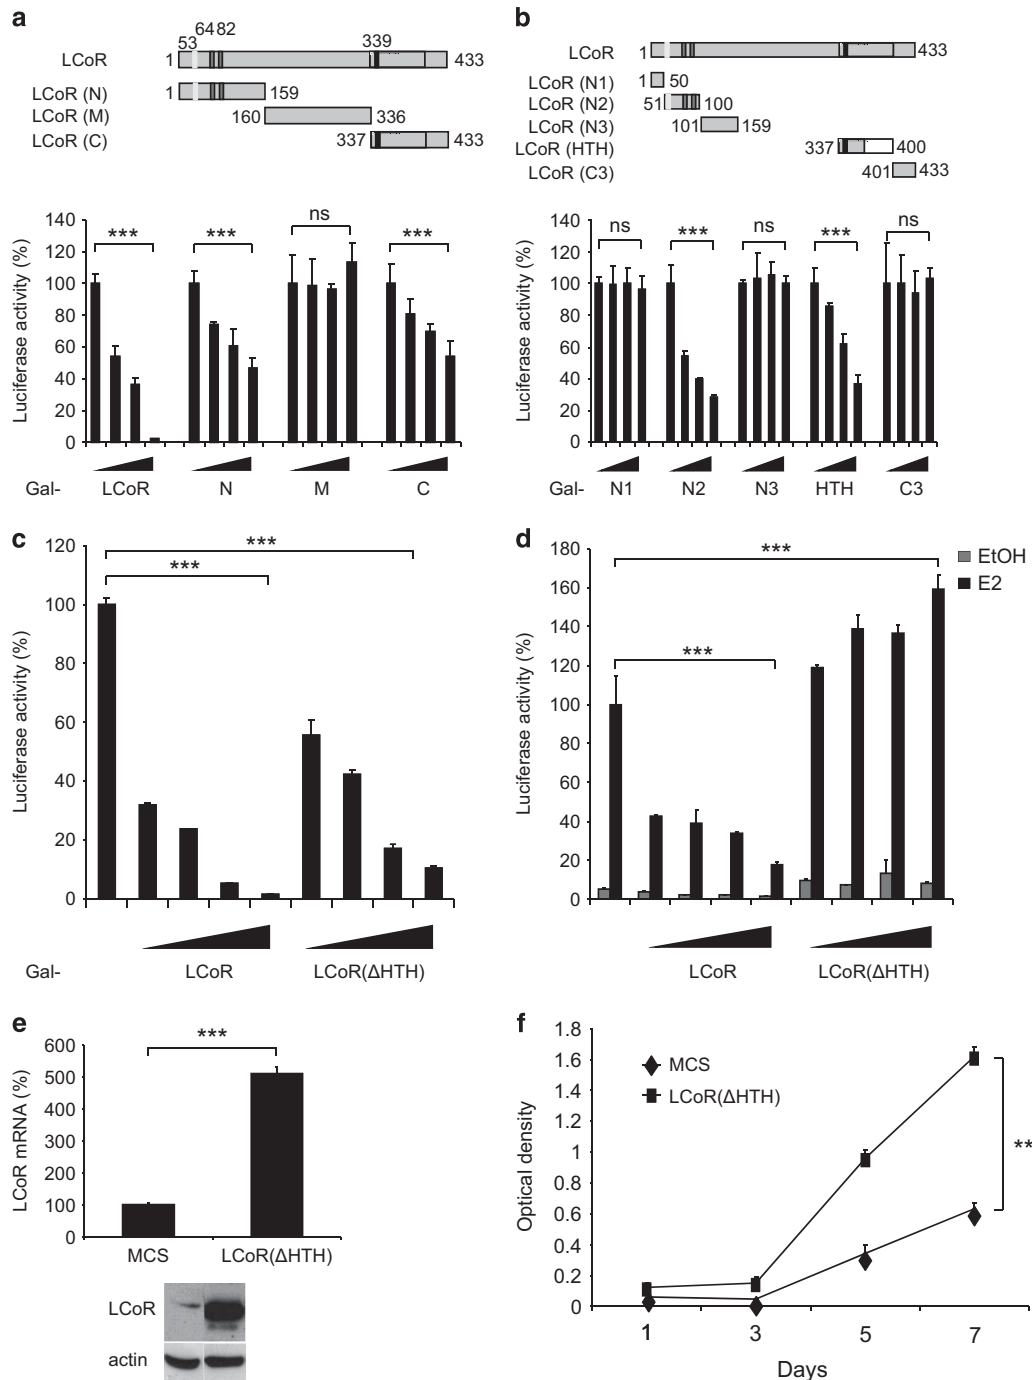 a
64 82
53
339
LCoR
1
433
LCoR (N)
1
159
LCoR (M)
160
336
LCoR (C)
337
433
Luciferase activity (%)
140
120
100
80
60
40
20
0
***
***
ns
***
Gal-
LCoR
N
M
C
b
LCoR
1
433
LCoR (N1)
1
50
LCoR (N2)
51
100
LCoR (N3)
101
159
LCoR (HTH)
337
400
LCoR (C3)
401
433
Luciferase activity (%)
140
120
100
80
60
40
20
0
ns
***
ns
***
ns
Gal-
N1
N2
N3
HTH
C3
c
Luciferase activity (%)
120
100
80
60
40
20
0
***
***
Gal-
LCoR
LCoR(ΔHTH)
d
Luciferase activity (%)
180
160
140
120
100
80
60
40
20
0
***
***
EtOH
E2
LCoR
LCoR(ΔHTH)
e
LCoR mRNA (%)
600
500
400
300
200
100
0
***
MCS
LCoR(ΔHTH)
LCoR
actin
f
Optical density
1.8
1.6
1.4
1.2
1
0.8
0.6
0.4
0.2
0
MCS
LCoR(ΔHTH)
**
1
3
5
7
Days